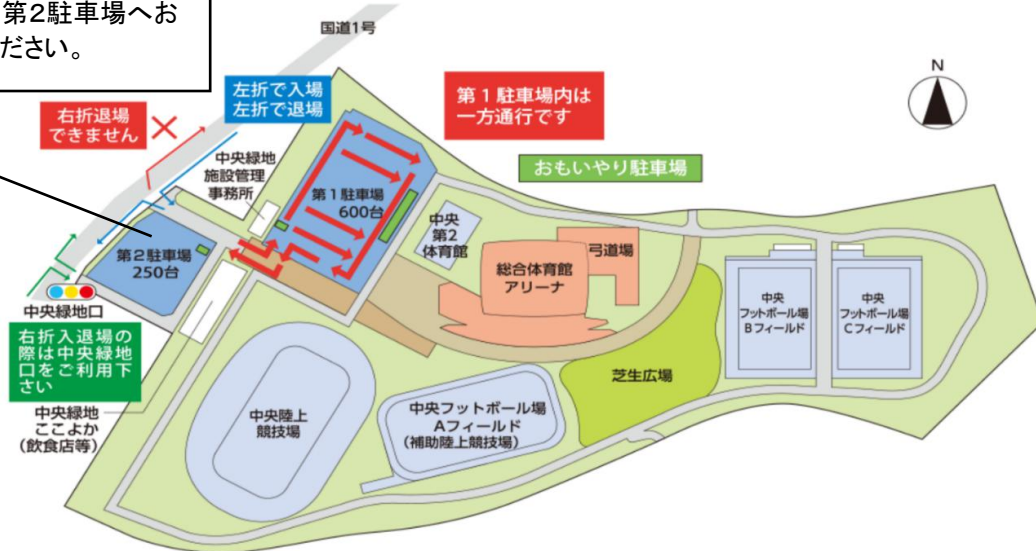 第2駐車場へお
ださい。
国道1号
N
左折で入場
左折で退場
第1駐車場内は
一方通行です
右折退場
できません
おもいやり駐車場
中央緑地
施設管理
事務所
第1駐車場
600台
中央
第2
体育館
総合体育館
アリーナ
弓道場
第2駐車場
250台
中央緑地口
右折入退場の
際は中央緑地
口をご利用下
さい
中央
フットボール場
Bフィールド
中央
フットボール場
Cフィールド
芝生広場
中央緑地
ここよか
(飲食店等)
中央陸上
競技場
中央フットボール場
Aフィールド
(補助陸上競技場)